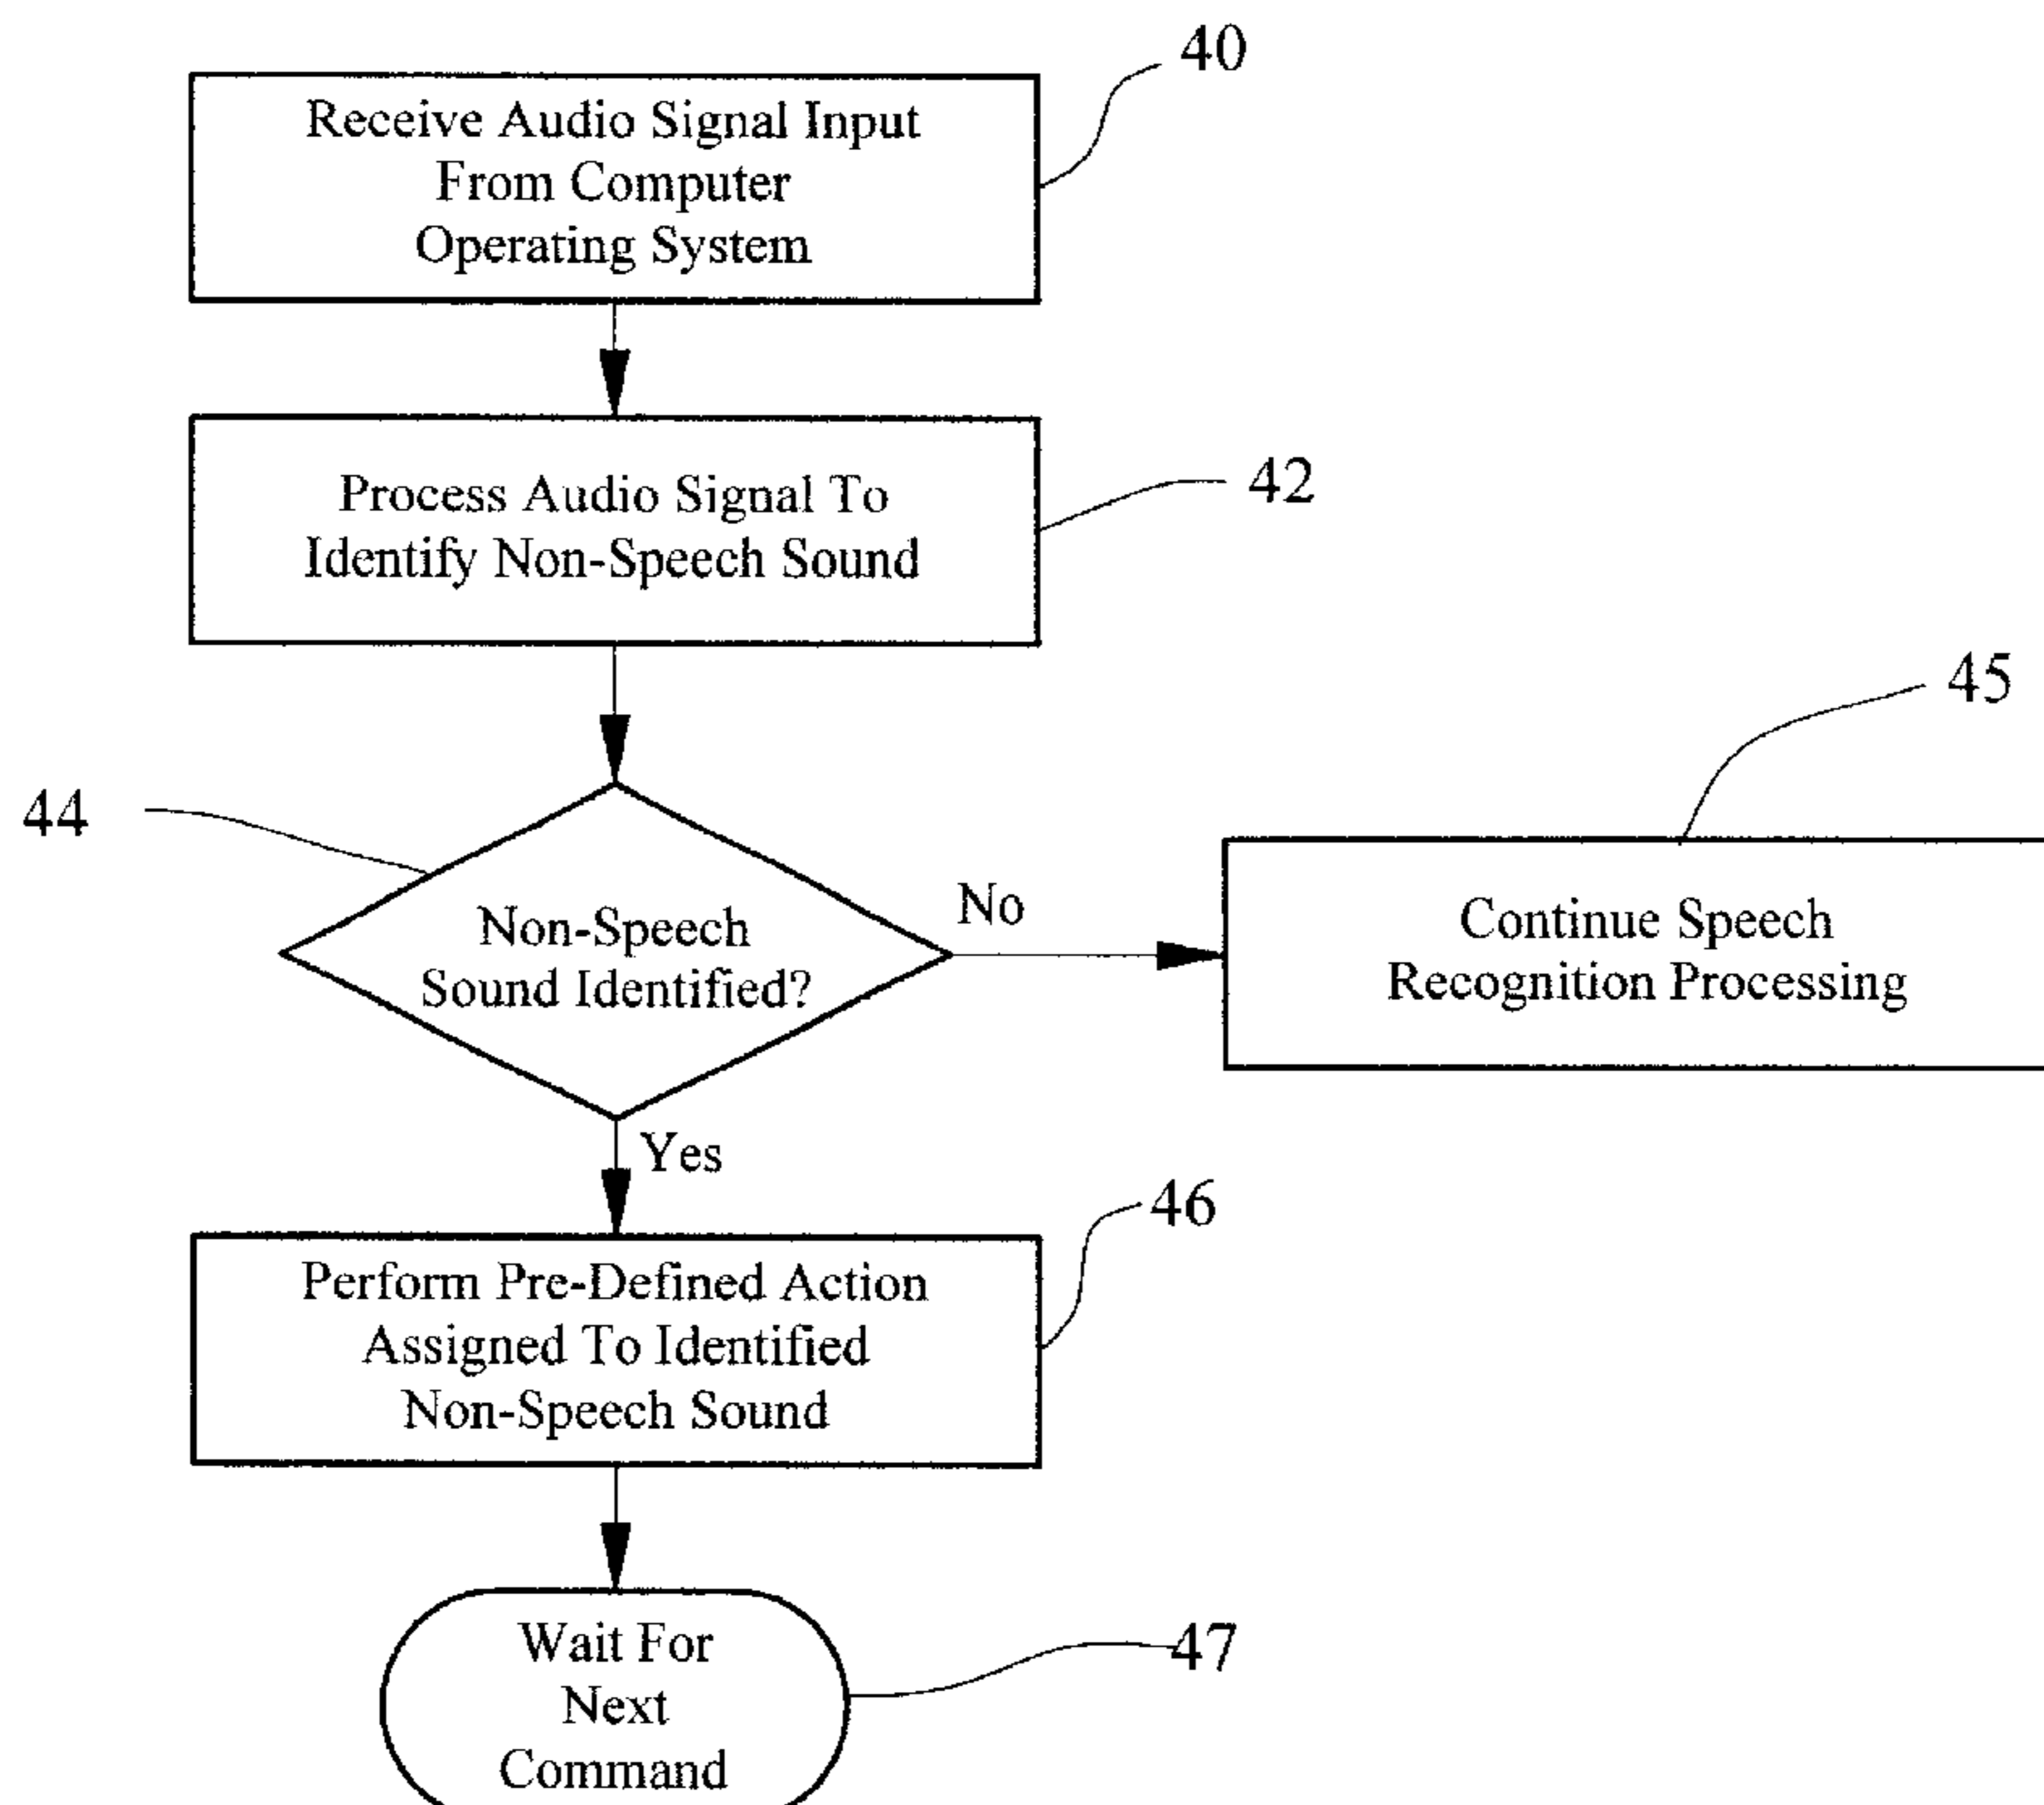 40
Receive Audio Signal Input
From Computer
Operating System
42
Process Audio Signal To
Identify Non-Speech Sound
44
Non-Speech
Sound Identified?
No
45
Continue Speech
Recognition Processing
Yes
46
Perform Pre-Defined Action
Assigned To Identified
Non-Speech Sound
47
Wait For
Next
Command